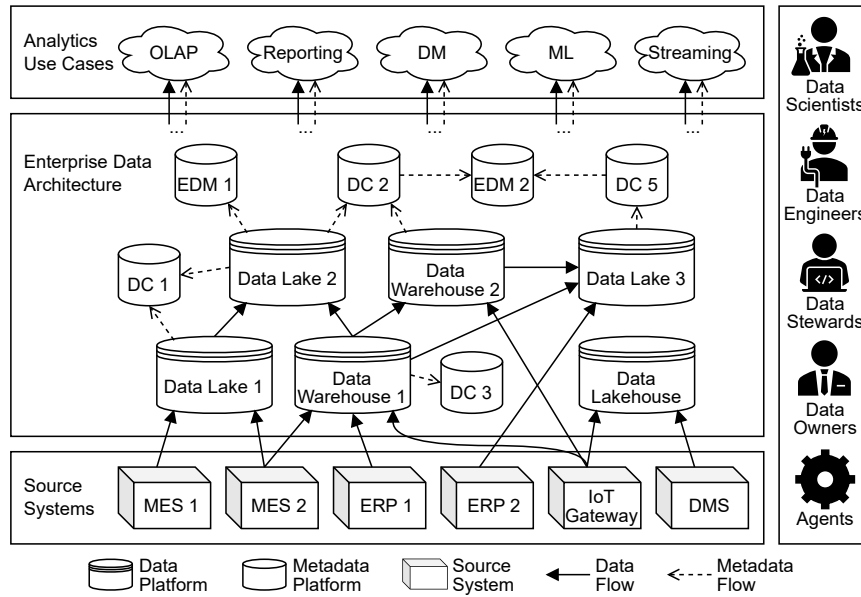 Analytics
Use Cases
OLAP
Reporting
DM
ML
Streaming
...
...
...
...
...
Enterprise Data
Architecture
EDM 1
DC 2
EDM 2
DC 5
DC 1
Data Lake 2
Data
Warehouse 2
Data Lake 3
Data Lake 1
Data
Warehouse 1
DC 3
Data
Lakehouse
Source
Systems
MES 1
MES 2
ERP 1
ERP 2
IoT
Gateway
DMS
Data
Scientists
Data
Engineers
</>
Data
Stewards
Data
Owners
Agents
Data
Platform
Metadata
Platform
Source
System
Data
Flow
Metadata
Flow